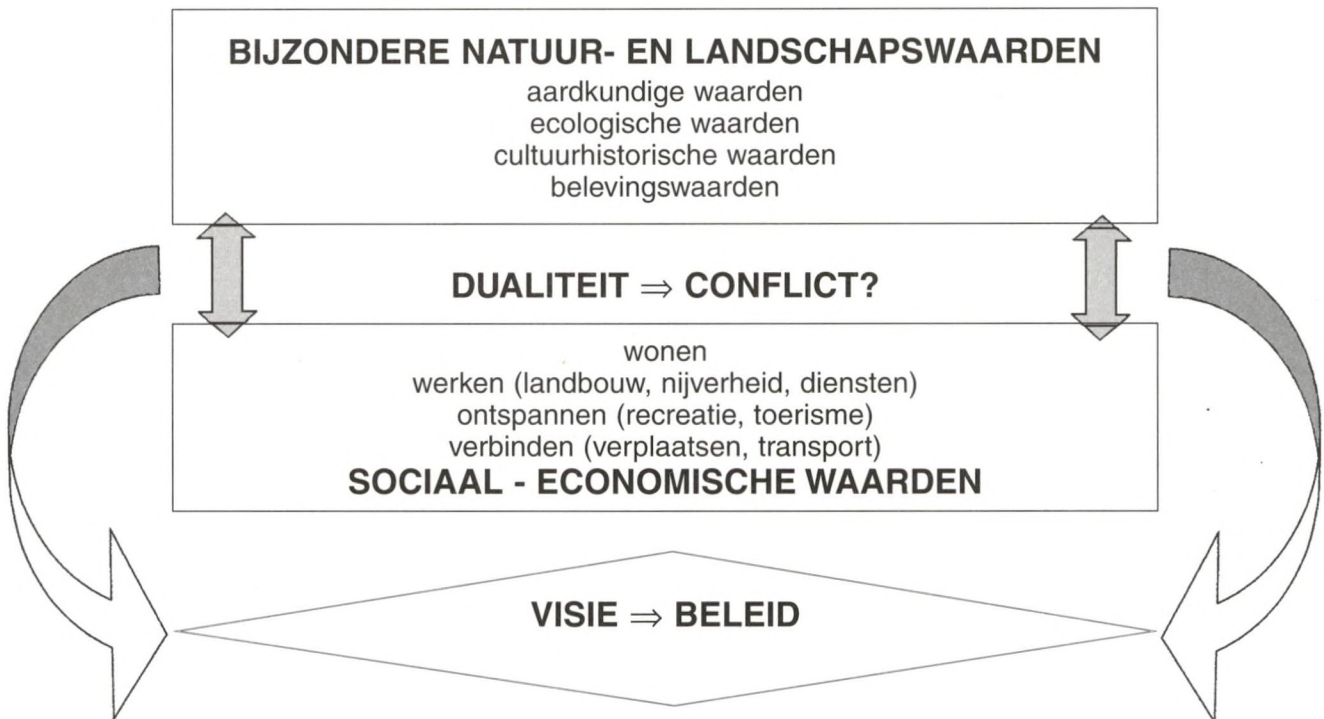 BIJZONDERE NATUUR- EN LANDSCHAPSWAARDEN
aardkundige waarden
ecologische waarden
cultuurhistorische waarden
belevingswaarden
DUALITEIT ⇒ CONFLICT?
wonen
werken (landbouw, nijverheid, diensten)
ontspannen (recreatie, toerisme)
verbinden (verplaatsen, transport)
SOCIAAL - ECONOMISCHE WAARDEN
VISIE ⇒ BELEID